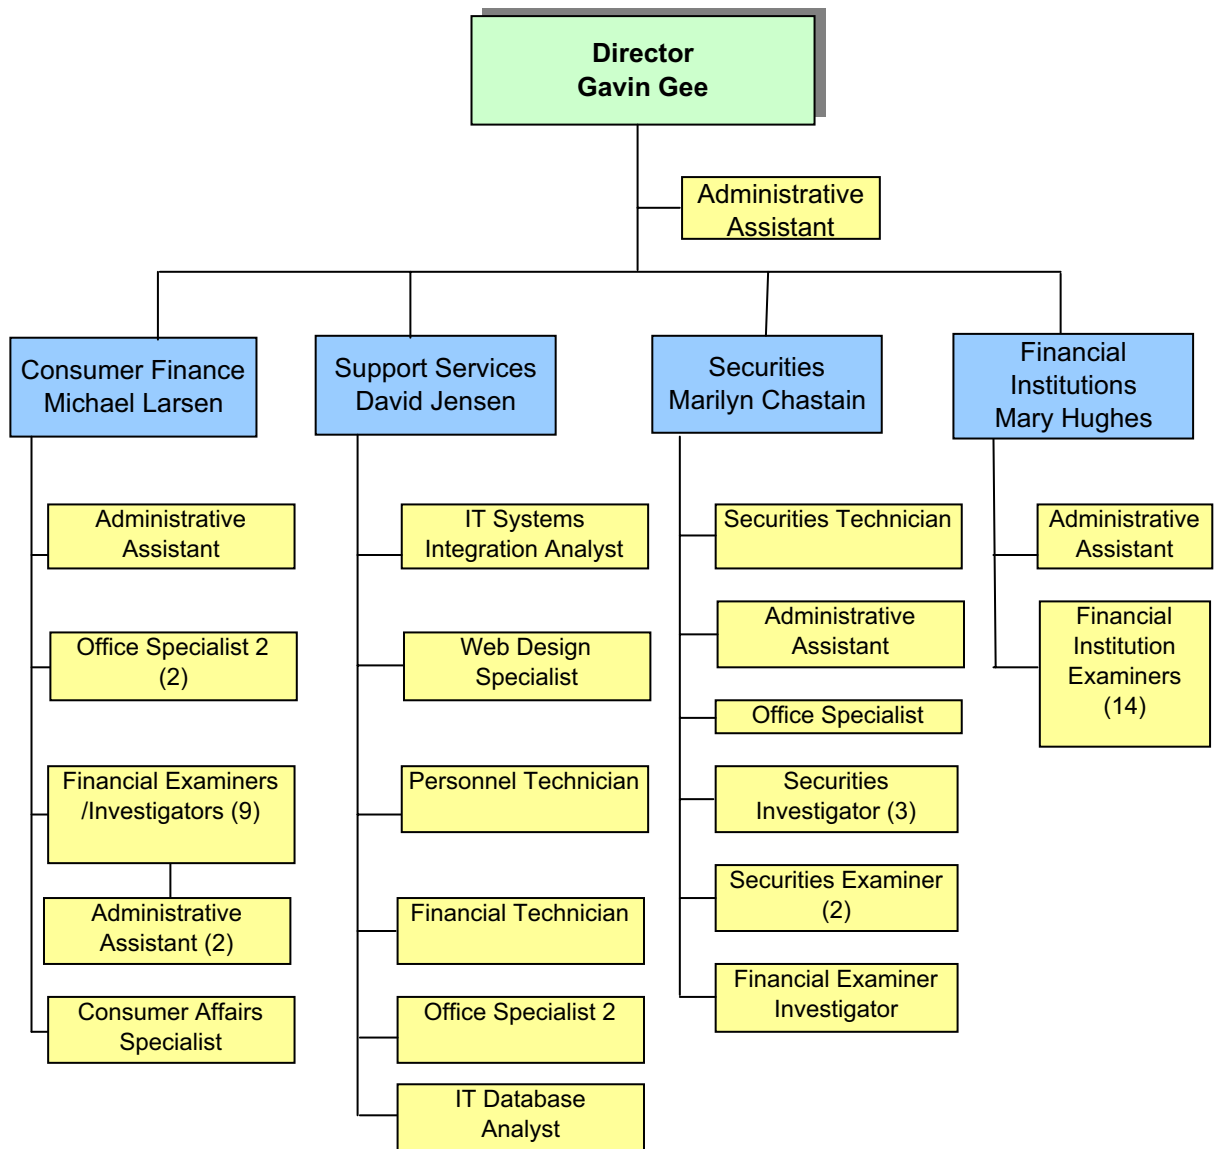 Director
Gavin Gee
Administrative
Assistant
Consumer Finance
Michael Larsen
Support Services
David Jensen
Securities
Marilyn Chastain
Financial
Institutions
Mary Hughes
Administrative
Assistant
Office Specialist 2
(2)
Financial Examiners
/Investigators (9)
Administrative
Assistant (2)
Consumer Affairs
Specialist
IT Systems
Integration Analyst
Web Design
Specialist
Personnel Technician
Financial Technician
Office Specialist 2
IT Database
Analyst
Securities Technician
Administrative
Assistant
Office Specialist
Securities
Investigator (3)
Securities Examiner
(2)
Financial Examiner
Investigator
Administrative
Assistant
Financial
Institution
Examiners
(14)